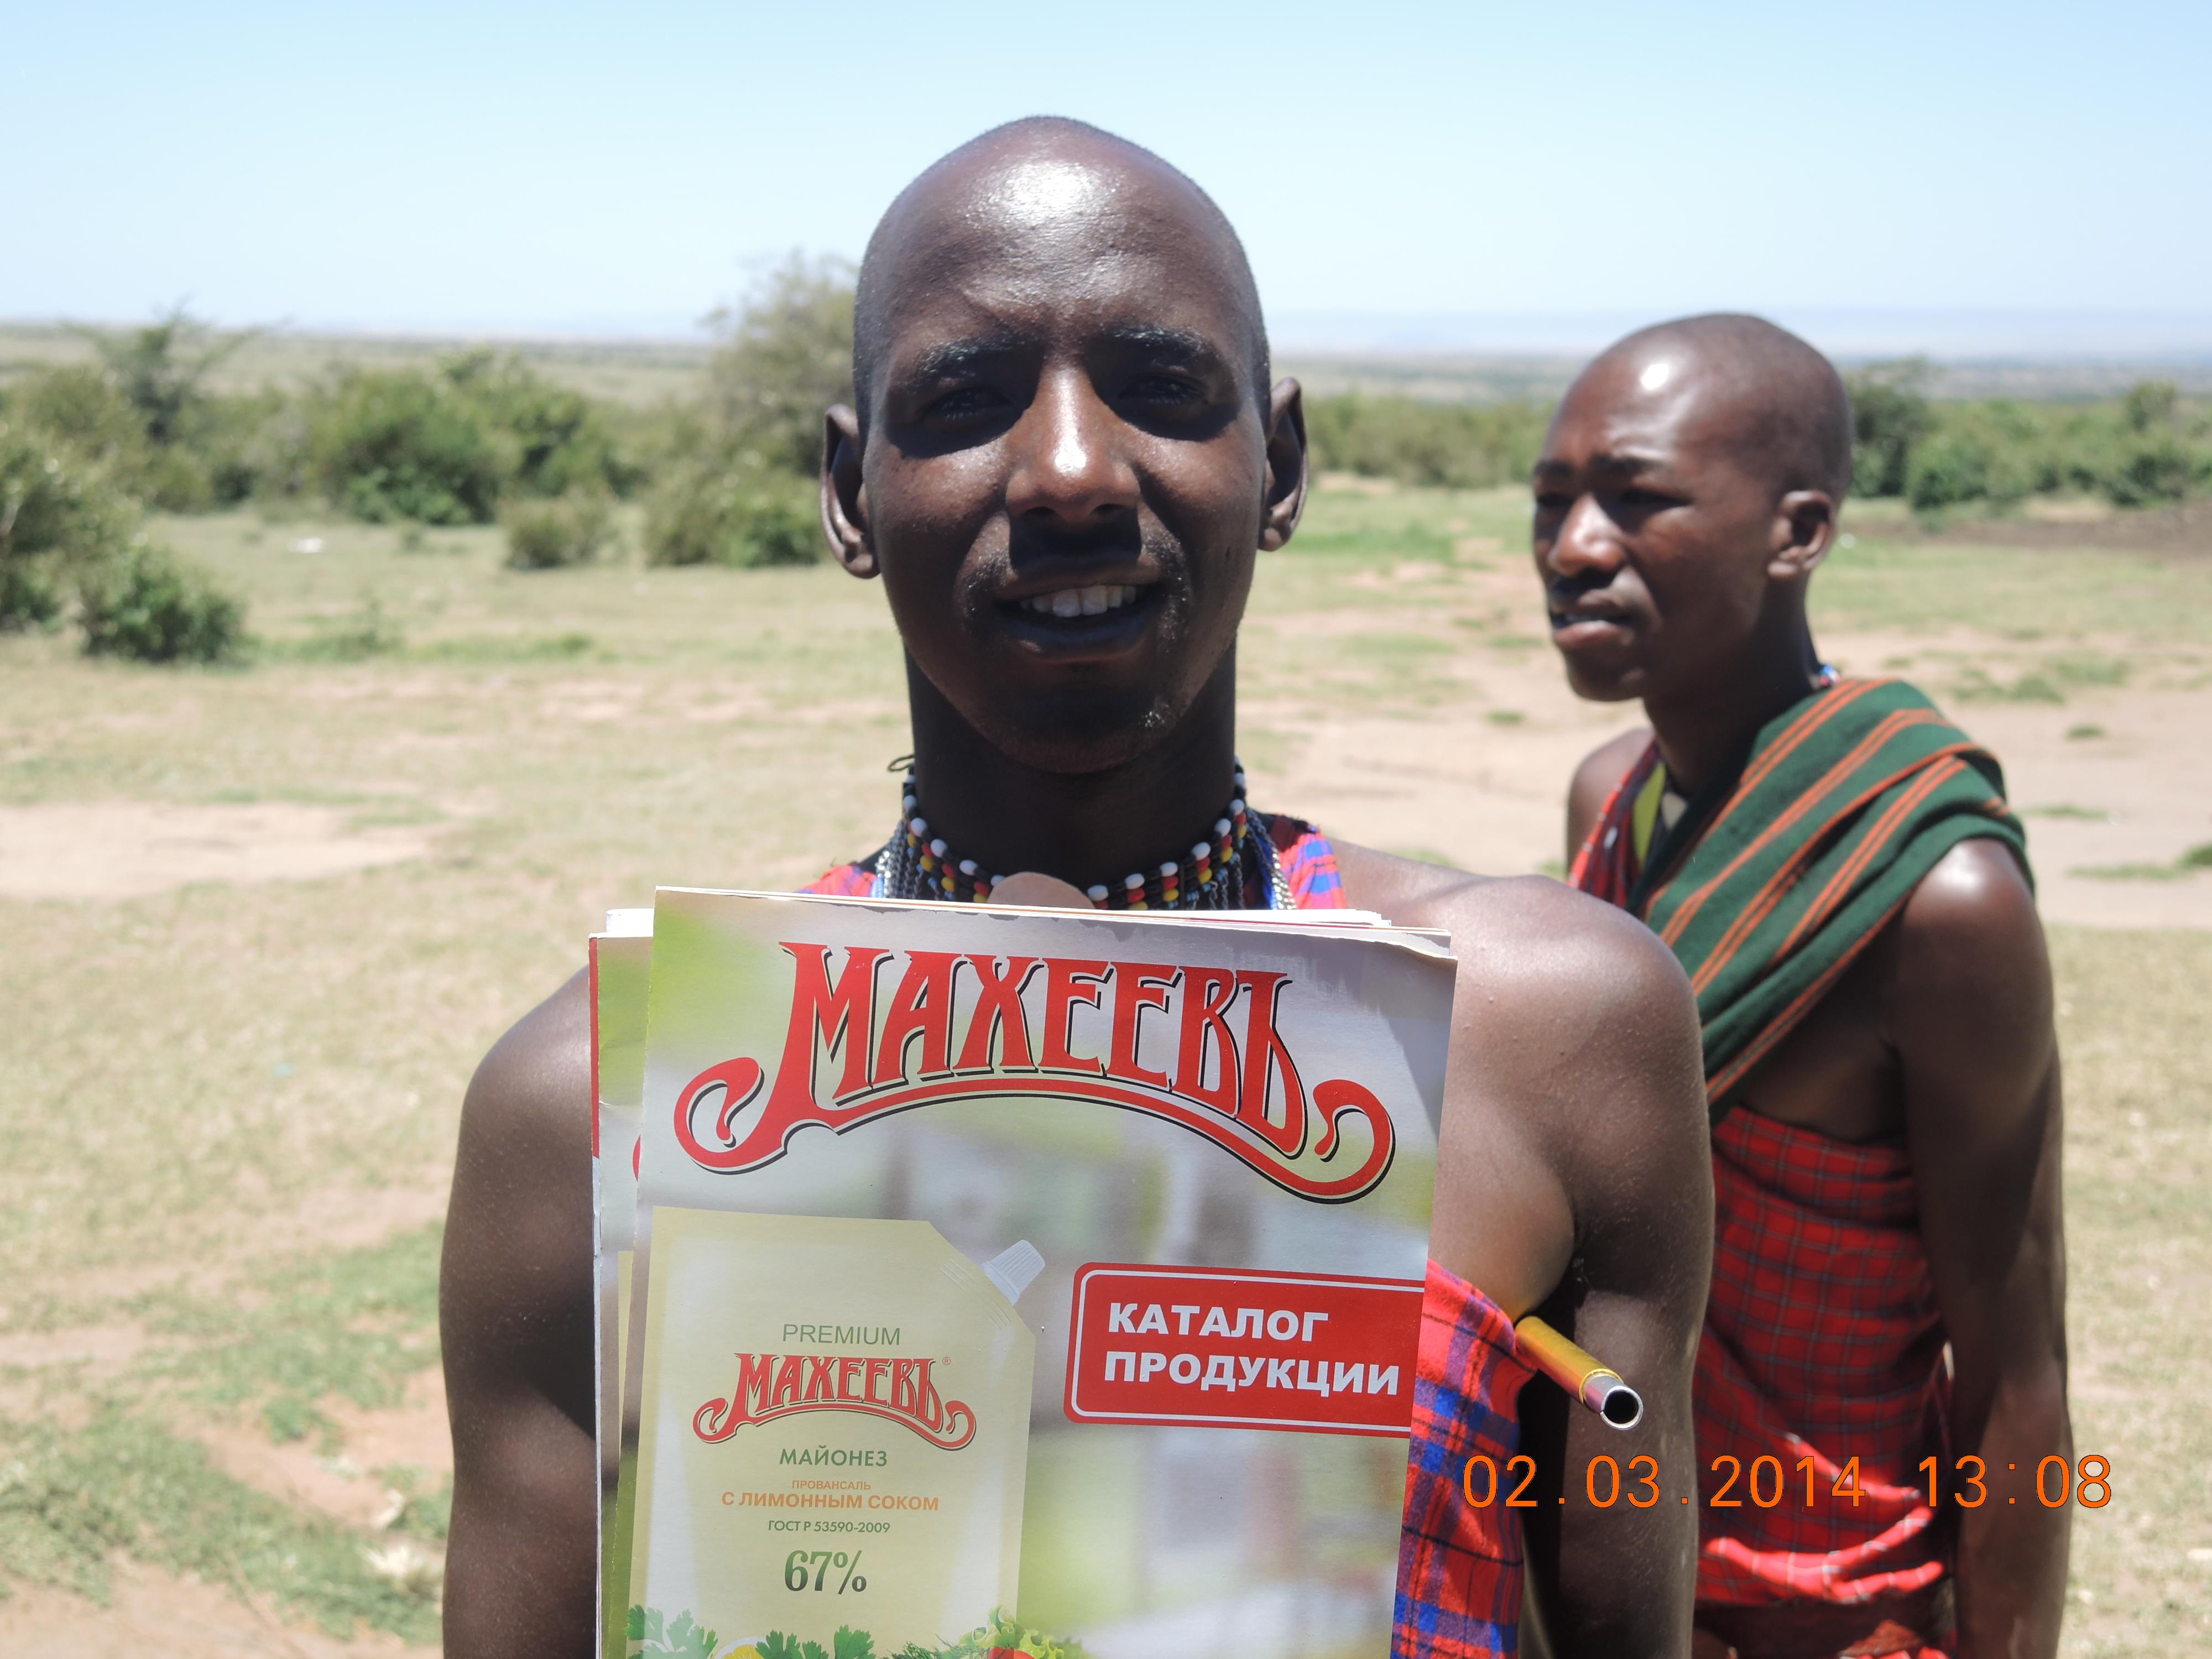 МАХЕЕВЪ
КАТАЛОГ
ПРОДУКЦИИ
PREMIUM
МАХЕЕВЪ®
МАЙОНЕЗ
ПРОВАНСАЛЬ
С ЛИМОННЫМ СОКОМ
ГОСТ Р 53590-2009
67%
02.03.2014 13:08